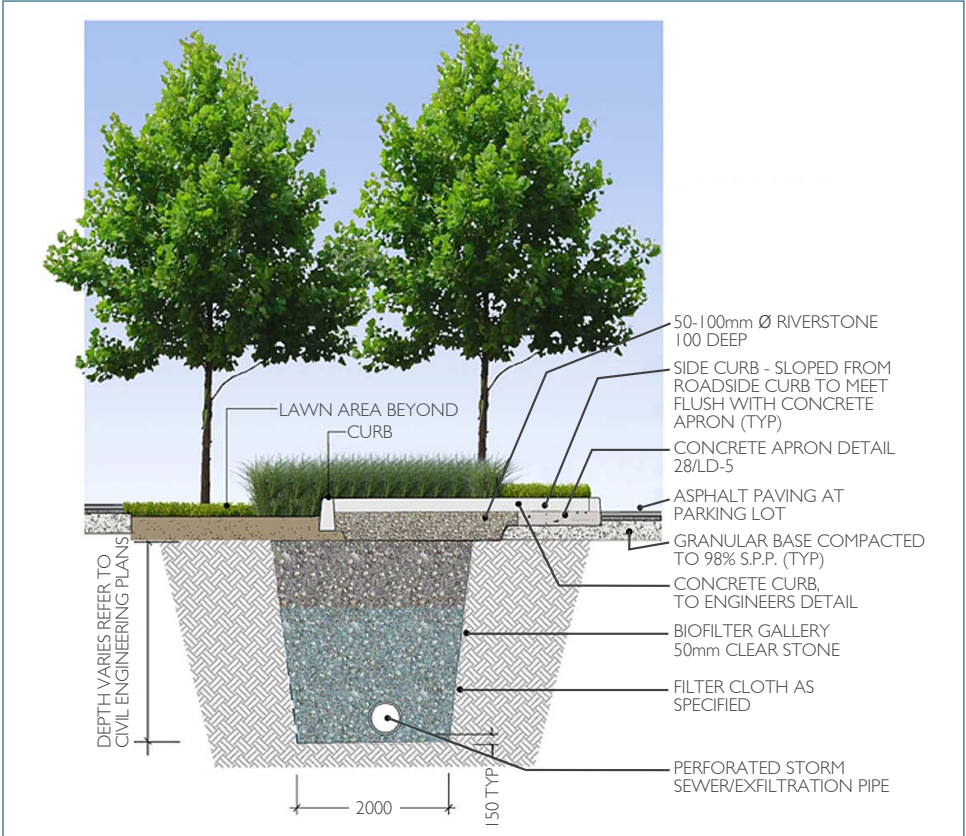 50-100mm Ø RIVERSTONE
100 DEEP
SIDE CURB - SLOPED FROM
ROADSIDE CURB TO MEET
FLUSH WITH CONCRETE
APRON (TYP)
LAWN AREA BEYOND
CURB
CONCRETE APRON DETAIL
28/LD-5
ASPHALT PAVING AT
PARKING LOT
GRANULAR BASE COMPACTED
TO 98% S.P.P. (TYP)
CONCRETE CURB,
TO ENGINEERS DETAIL
BIOFILTER GALLERY
50mm CLEAR STONE
FILTER CLOTH AS
SPECIFIED
PERFORATED STORM
SEWER/EXFILTRATION PIPE
DEPTH VARIES REFER TO
CIVIL ENGINEERING PLANS
2000
150 TYP